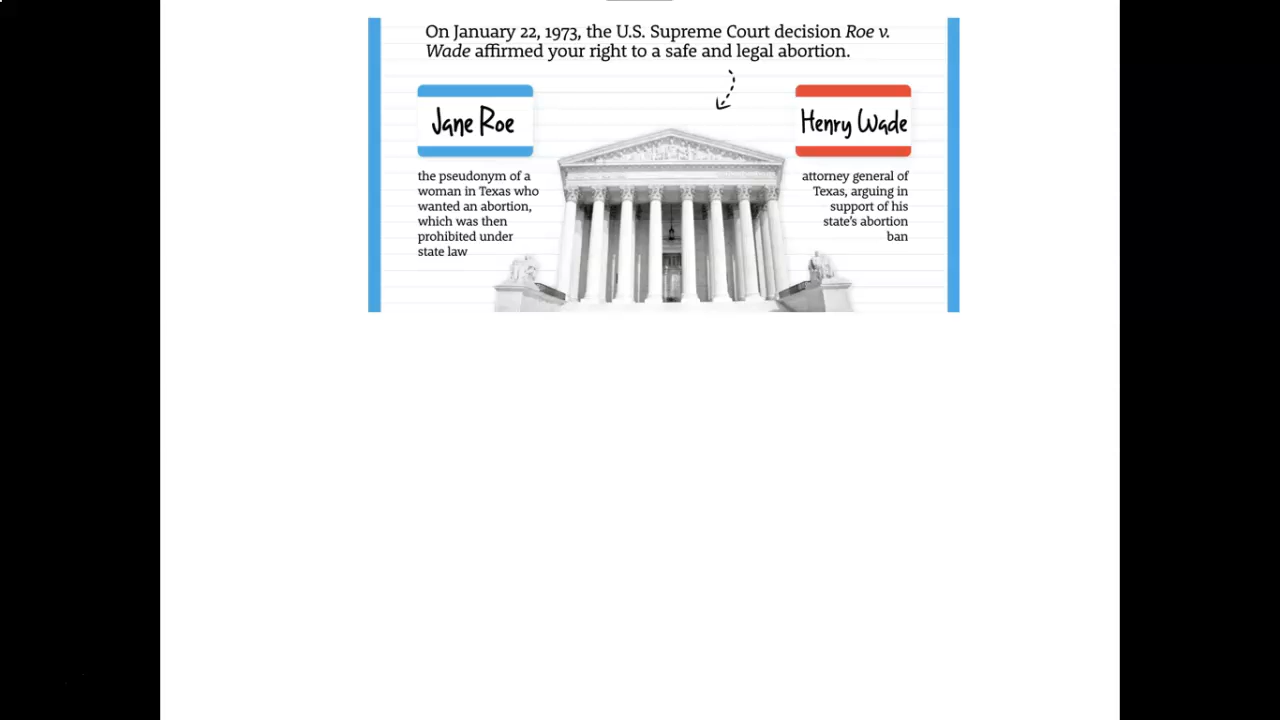 On January 22, 1973, the U.S. Supreme Court decision Roe v.
Wade affirmed your right to a safe and legal abortion.
Jane Roe
the pseudonym of a
woman in Texas who
wanted an abortion,
which was then
prohibited under
state law
Henry Wade
attorney general of
Texas, arguing in
support of his
state's abortion
ban